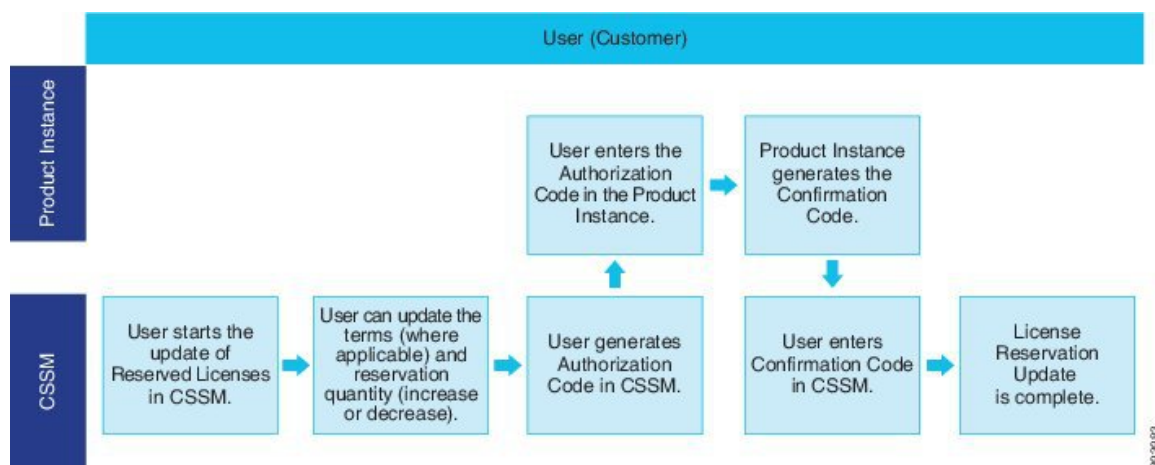 User (Customer)
Product Instance
User enters the
Authorization
Code in the Product
Instance.
Product Instance
generates the
Confirmation
Code.
CSSM
User starts the
update of
Reserved Licenses
in CSSM.
User can update the
terms (where
applicable) and
reservation
quantity (increase
or decrease).
User generates
Authorization
Code in CSSM.
User enters
Confirmation Code
in CSSM.
License
Reservation
Update
is complete.